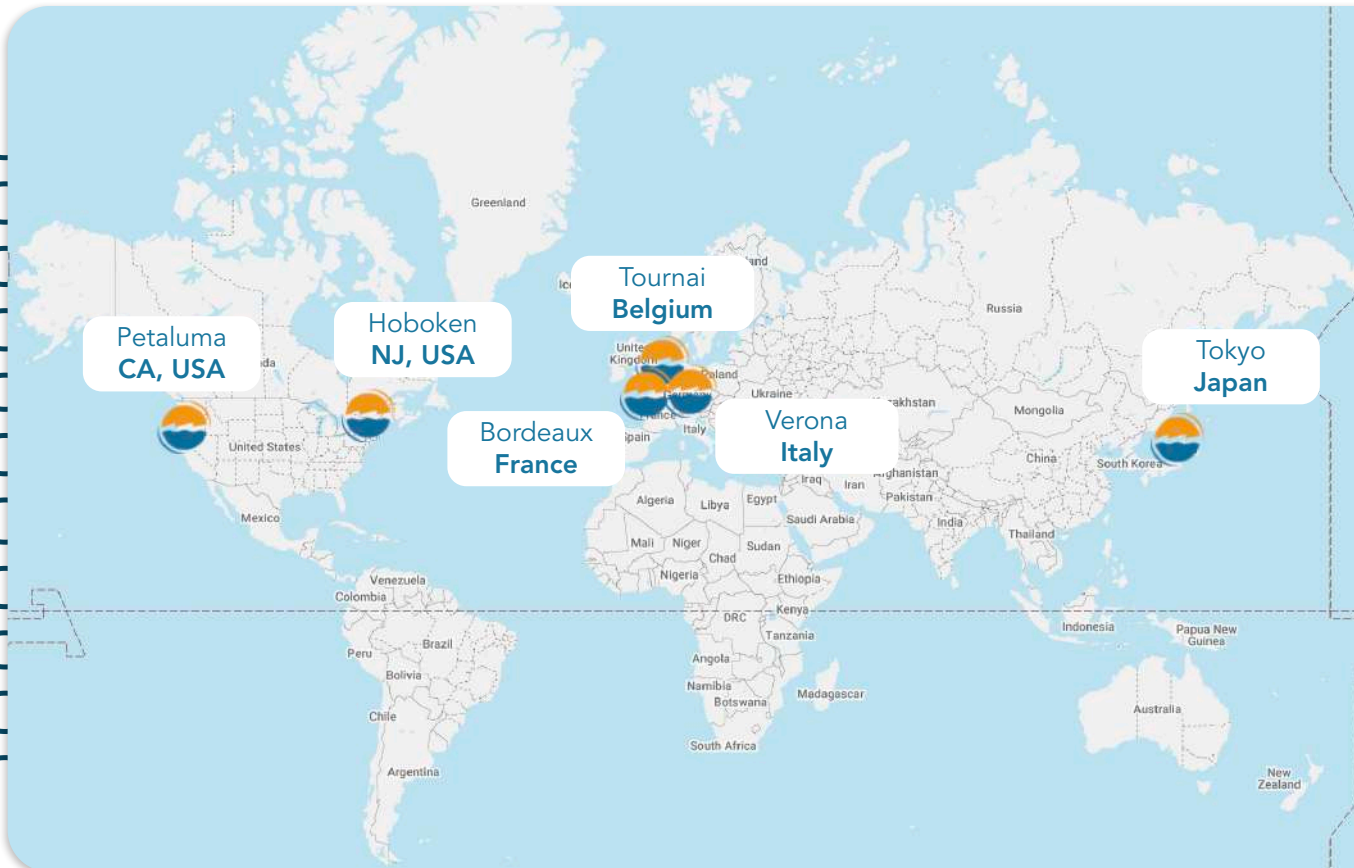 Greenland
Tournai
Belgium
Russia
Petaluma
CA, USA
Hoboken
NJ, USA
Tokyo
Japan
Poland
Ukraine
Mongolia
Bordeaux
France
Verona
Italy
Spain
Italy
United States
China
South Korea
Afghanistan
Iraq
Iran
Pakistan
Algeria
Libya
Egypt
Saudi Arabia
Mexico
India
Thailand
Mali
Niger
Chad
Sudan
Nigeria
Ethiopia
Venezuela
Colombia
DRC
Kenya
Tanzania
Indonesia
Papua New
Guinea
Brazil
Peru
Bolivia
Angola
Namibia
Botswana
Madagascar
Chile
Australia
South Africa
Argentina
New
Zealand